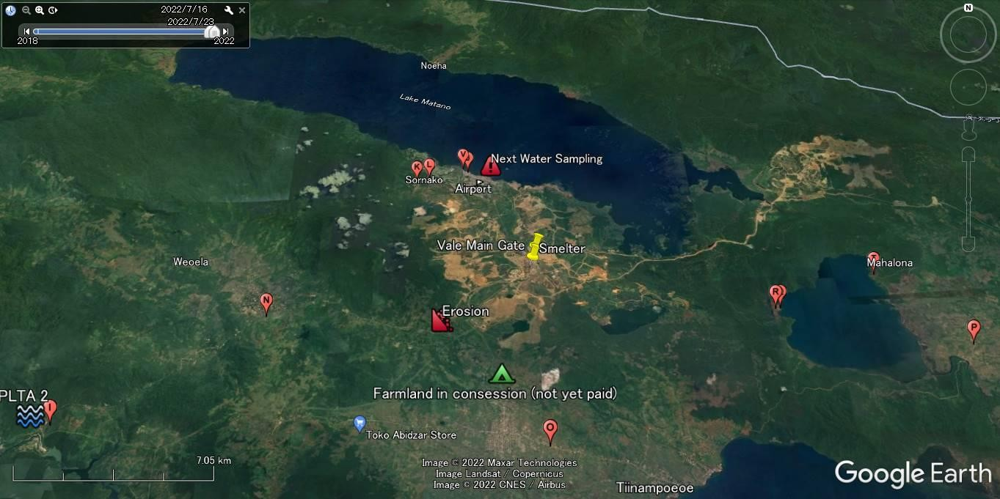 2022/7/16
2022/7/23
2018
2022
N
Noeha
Lake Matano
V
K
L
Next Water Sampling
Sornako
Airport
Vale Main Gate
Smelter
Weoela
Mahalona
N
R
Erosion
P
Farmland in consession (not yet paid)
PLTA 2
I
O
Toko Abidzar Store
7.05 km
Image © 2022 Maxar Technologies
Image Landsat / Copernicus
Image © 2022 CNES / Airbus
Tiinampoeoe
Google Earth